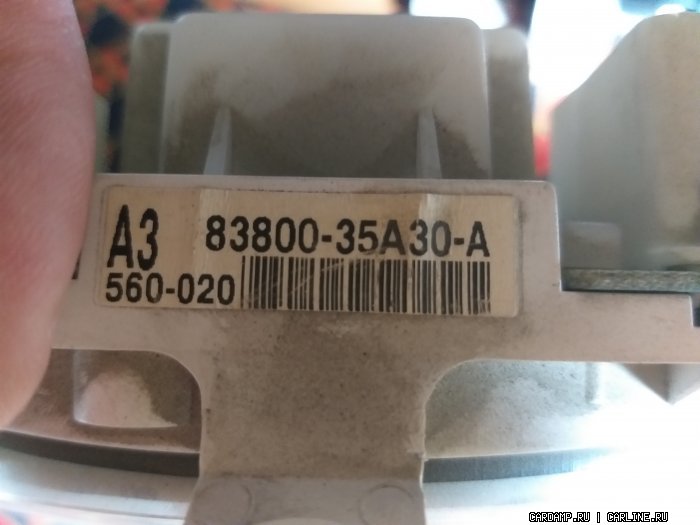 A3 83800-35A30-A
560-020
CARDAMP.RU | CARLINE.RU